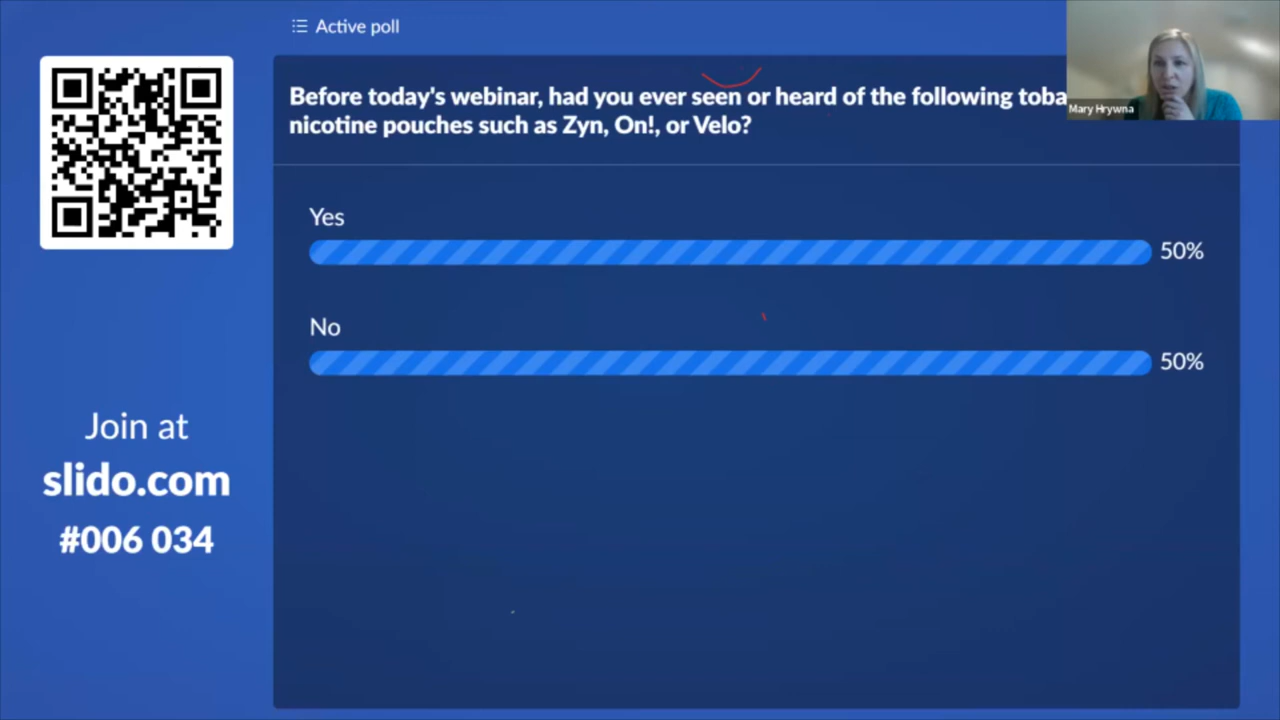 Active poll
Before today's webinar, had you ever seen or heard of the following
nicotine pouches such as Zyn, On!, or Velo?
Mary Hrywna
Yes
50%
No
50%
Join at
slido.com
#006 034